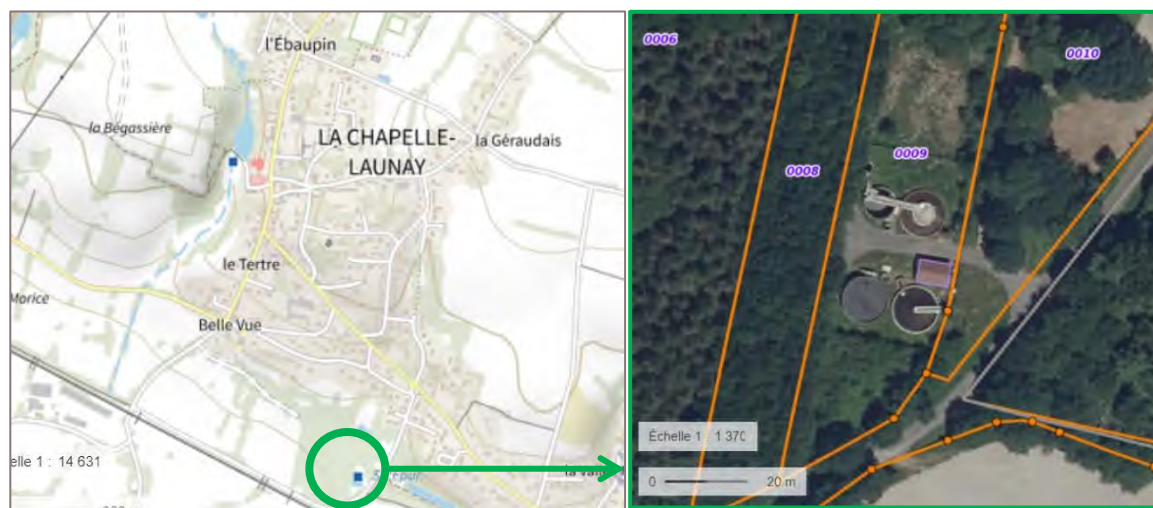 l'Ébaupin
la Bégassière
LA CHAPELLE-
LAUNAY
la Géraudais
le Tertre
Morice
Belle Vue
elle 1 : 14 631
0006
0010
0009
0008
Échelle 1 : 1 370
0
20 m